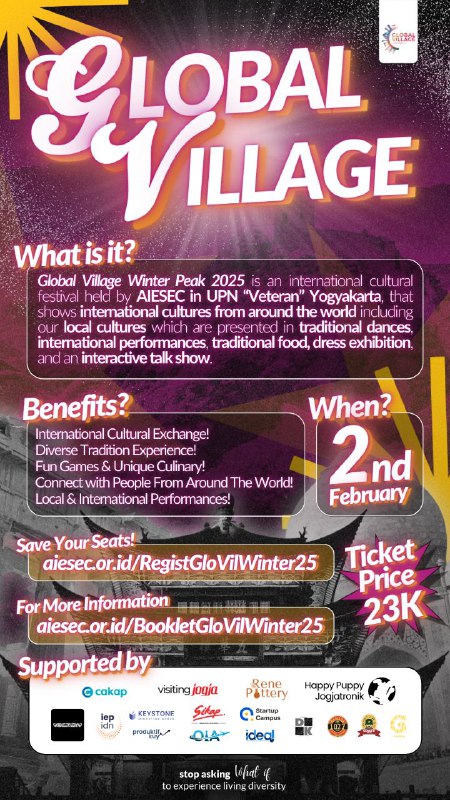 GLOBAL VILLAGE
GLOBAL
VILLAGE
What is it?
Global Village Winter Peak 2025 is an international cultural
festival held by AIESEC in UPN “Veteran” Yogyakarta, that
shows international cultures from around the world including
our local cultures which are presented in traditional dances,
international performances, traditional food, dress exhibition,
and an interactive talk show.
Benefits?
International Cultural Exchange!
Diverse Tradition Experience!
Fun Games & Unique Culinary!
Connect with People From Around The World!
Local & International Performances!
When?
2nd
February
Save Your Seats!
aiesec.or.id/RegistGloVilWinter25
Ticket
Price
23K
For More Information
aiesec.or.id/BookletGloVilWinter25
Supported by
cakap
visiting jogja
Rene
Pottery
Happy Puppy
Jogjatronik
iep
idn
KEYSTONE
Sikap
Startup
Campus
produktif
cuy
OIA
ideal
stop asking What if
to experience living diversity